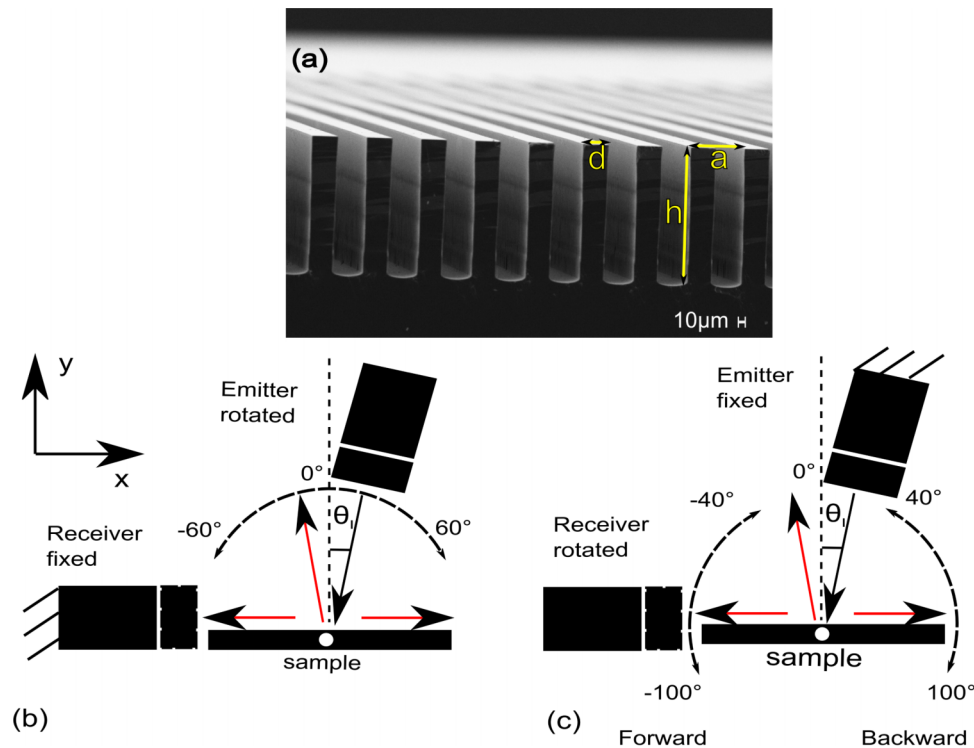 (a)
d
a
h
10µm
y
x
Emitter
rotated
0°
-60°
60°
θI
Receiver
fixed
sample
(b)
Emitter
fixed
0°
-40°
40°
θI
Receiver
rotated
sample
-100°
100°
(c)
Forward
Backward